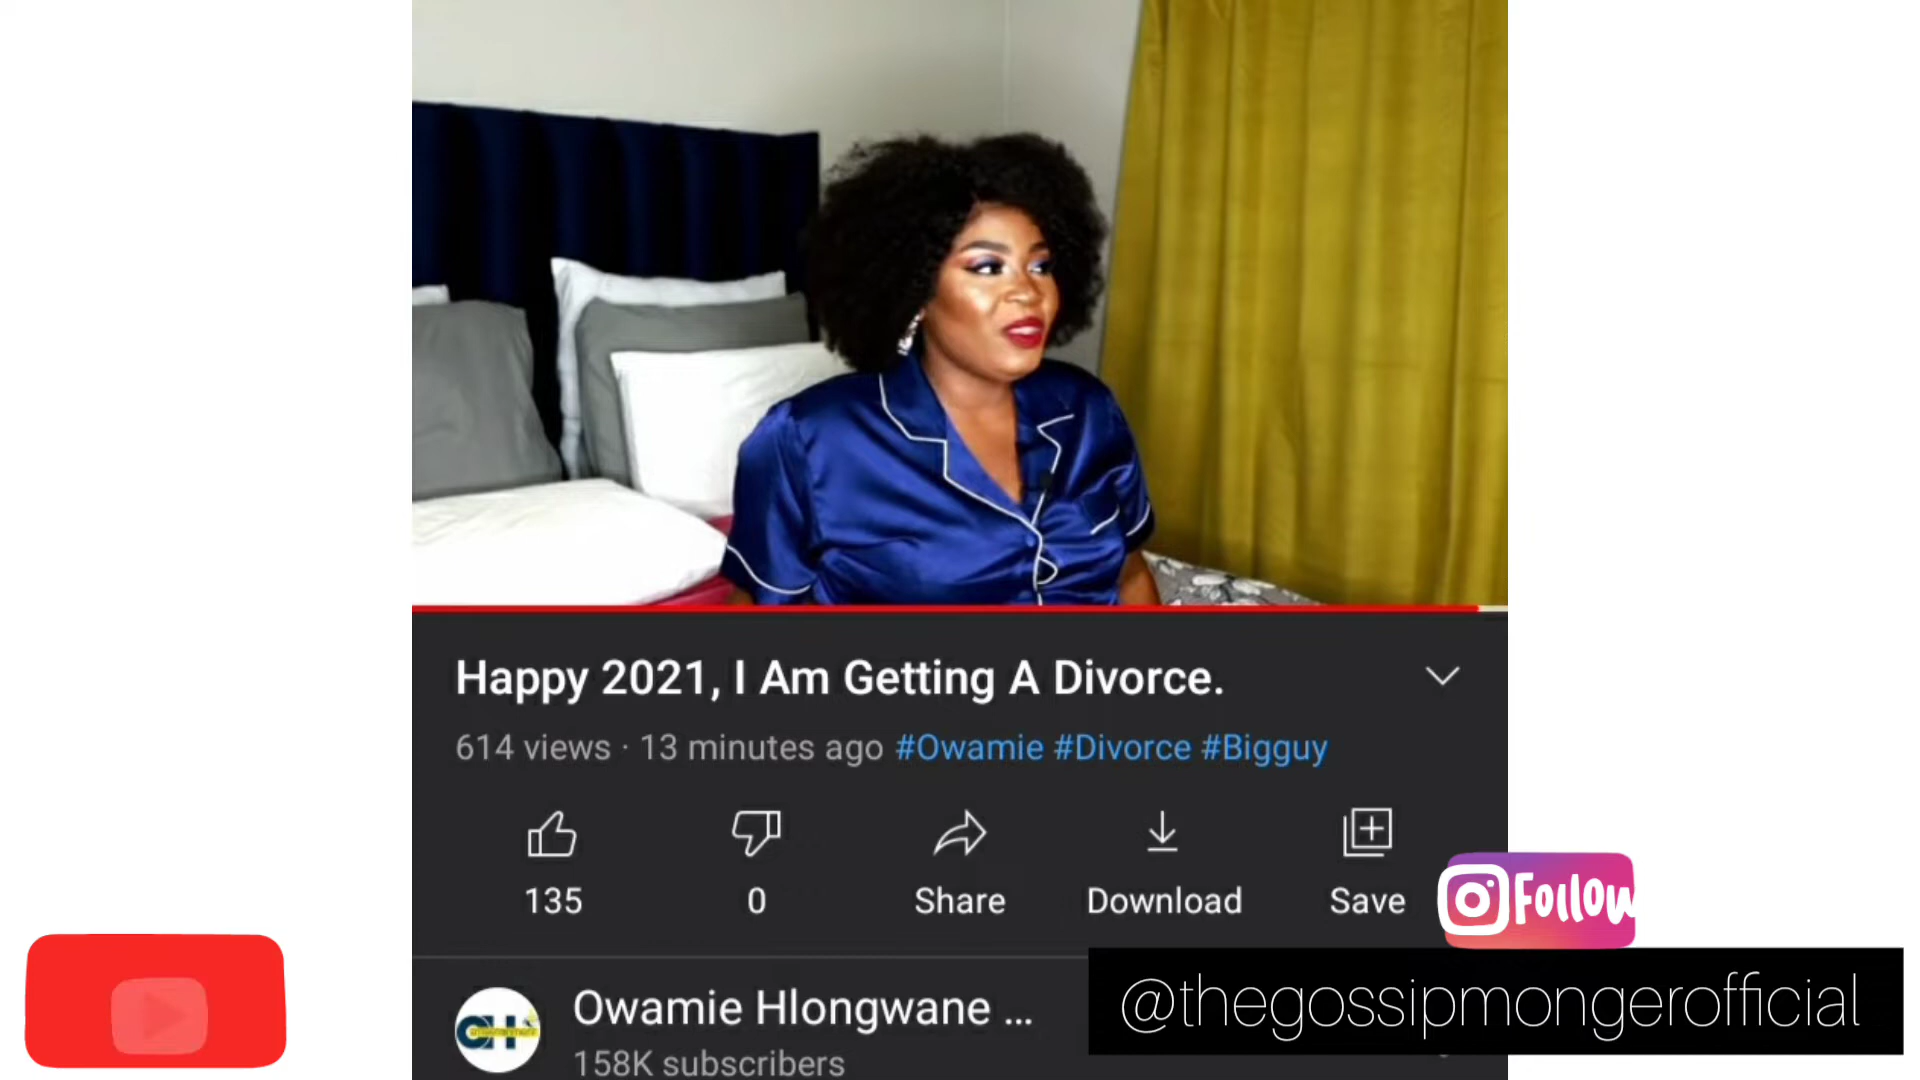 Happy 2021, I Am Getting A Divorce.
614 views · 13 minutes ago #Owamie #Divorce #Bigguy
135
0
Share
Download
Save
Follow
Owamie Hlongwane ...
158K subscribers
@thegossipmongerofficial